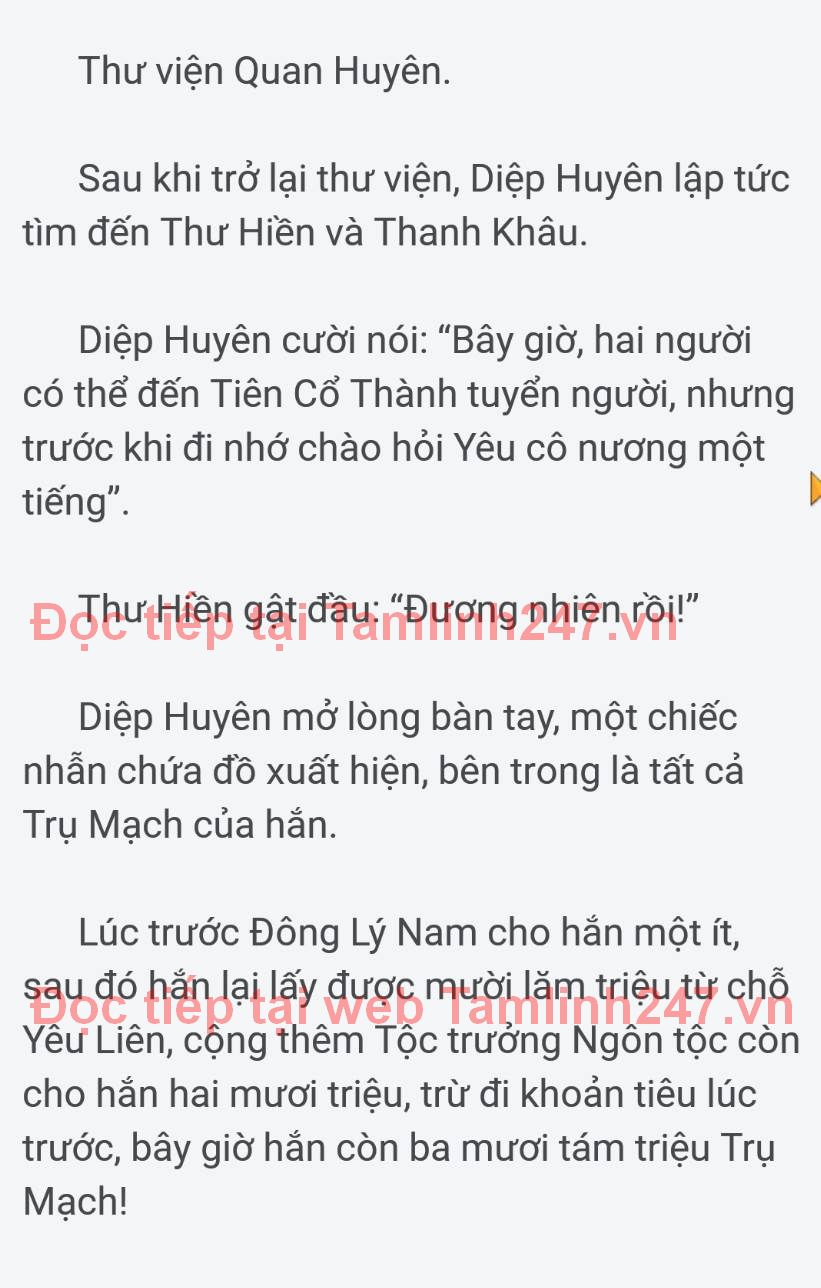 Thư viện Quan Huyên.
Sau khi trở lại thư viện, Diệp Huyên lập tức
tìm đến Thư Hiền và Thanh Khâu.
Diệp Huyên cười nói: “Bây giờ, hai người
có thể đến Tiên Cổ Thành tuyển người, nhưng
trước khi đi nhớ chào hỏi Yêu cô nương một
tiếng”.
Thư Hiền gật đầu: “Đương nhiên rồi!”
Đọc tiếp tại Tamlinh247.vn
Diệp Huyên mở lòng bàn tay, một chiếc
nhẫn chứa đồ xuất hiện, bên trong là tất cả
Trụ Mạch của hắn.
Lúc trước Đông Lý Nam cho hắn một ít,
sau đó hắn lại lấy được mười lăm triệu từ chỗ
Đọc tiếp tại web Tamlinh247.vn
Yêu Liên, cộng thêm Tộc trưởng Ngôn tộc còn
cho hắn hai mươi triệu, trừ đi khoản tiêu lúc
trước, bây giờ hắn còn ba mươi tám triệu Trụ
Mạch!